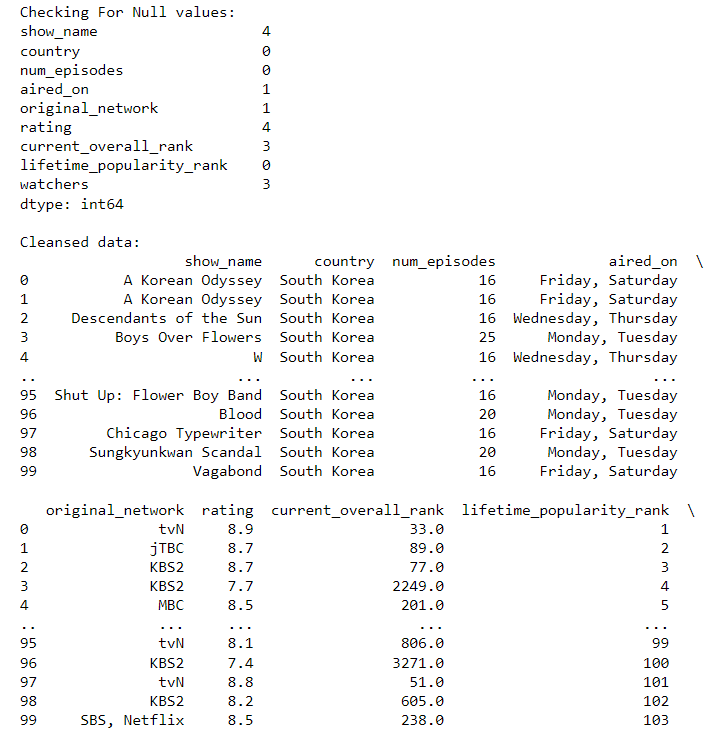 Checking For Null values:
show_name                4
country                  0
num_episodes             0
aired_on                 1
original_network         1
rating                   4
current_overall_rank     3
lifetime_popularity_rank 0
watchers                 3
dtype: int64
Cleansed data:
show_name      country  num_episodes             aired_on  \
0            A Korean Odyssey  South Korea            16     Friday, Saturday
1            A Korean Odyssey  South Korea            16     Friday, Saturday
2      Descendants of the Sun  South Korea            16  Wednesday, Thursday
3           Boys Over Flowers  South Korea            25      Monday, Tuesday
4                           W  South Korea            16  Wednesday, Thursday
..                        ...          ...           ...                  ...
95  Shut Up: Flower Boy Band  South Korea            16      Monday, Tuesday
96                     Blood  South Korea            20      Monday, Tuesday
97        Chicago Typewriter  South Korea            16     Friday, Saturday
98      Sungkyunkwan Scandal  South Korea            20      Monday, Tuesday
99                  Vagabond  South Korea            16     Friday, Saturday
original_network  rating  current_overall_rank  lifetime_popularity_rank  \
0                tvN     8.9                  33.0                         1
1               jTBC     8.7                  89.0                         2
2               KBS2     8.7                  77.0                         3
3               KBS2     7.7                2249.0                         4
4                MBC     8.5                 201.0                         5
..               ...     ...                   ...                       ...
95               tvN     8.1                 806.0                        99
96              KBS2     7.4                3271.0                       100
97               tvN     8.8                  51.0                       101
98              KBS2     8.2                 605.0                       102
99      SBS, Netflix     8.5                 238.0                       103